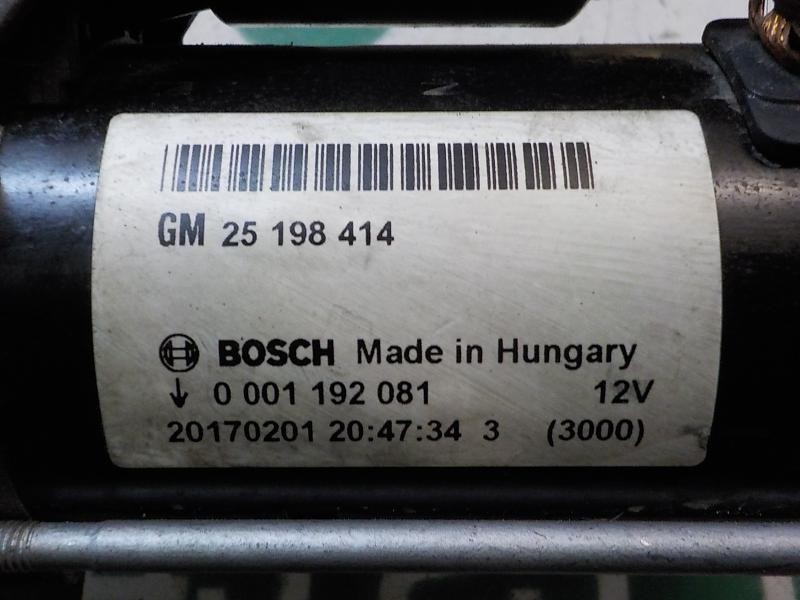 GM 25 198 414
BOSCH Made in Hungary
↓ 0 001 192 081 12V
20170201 20:47:34 3 (3000)